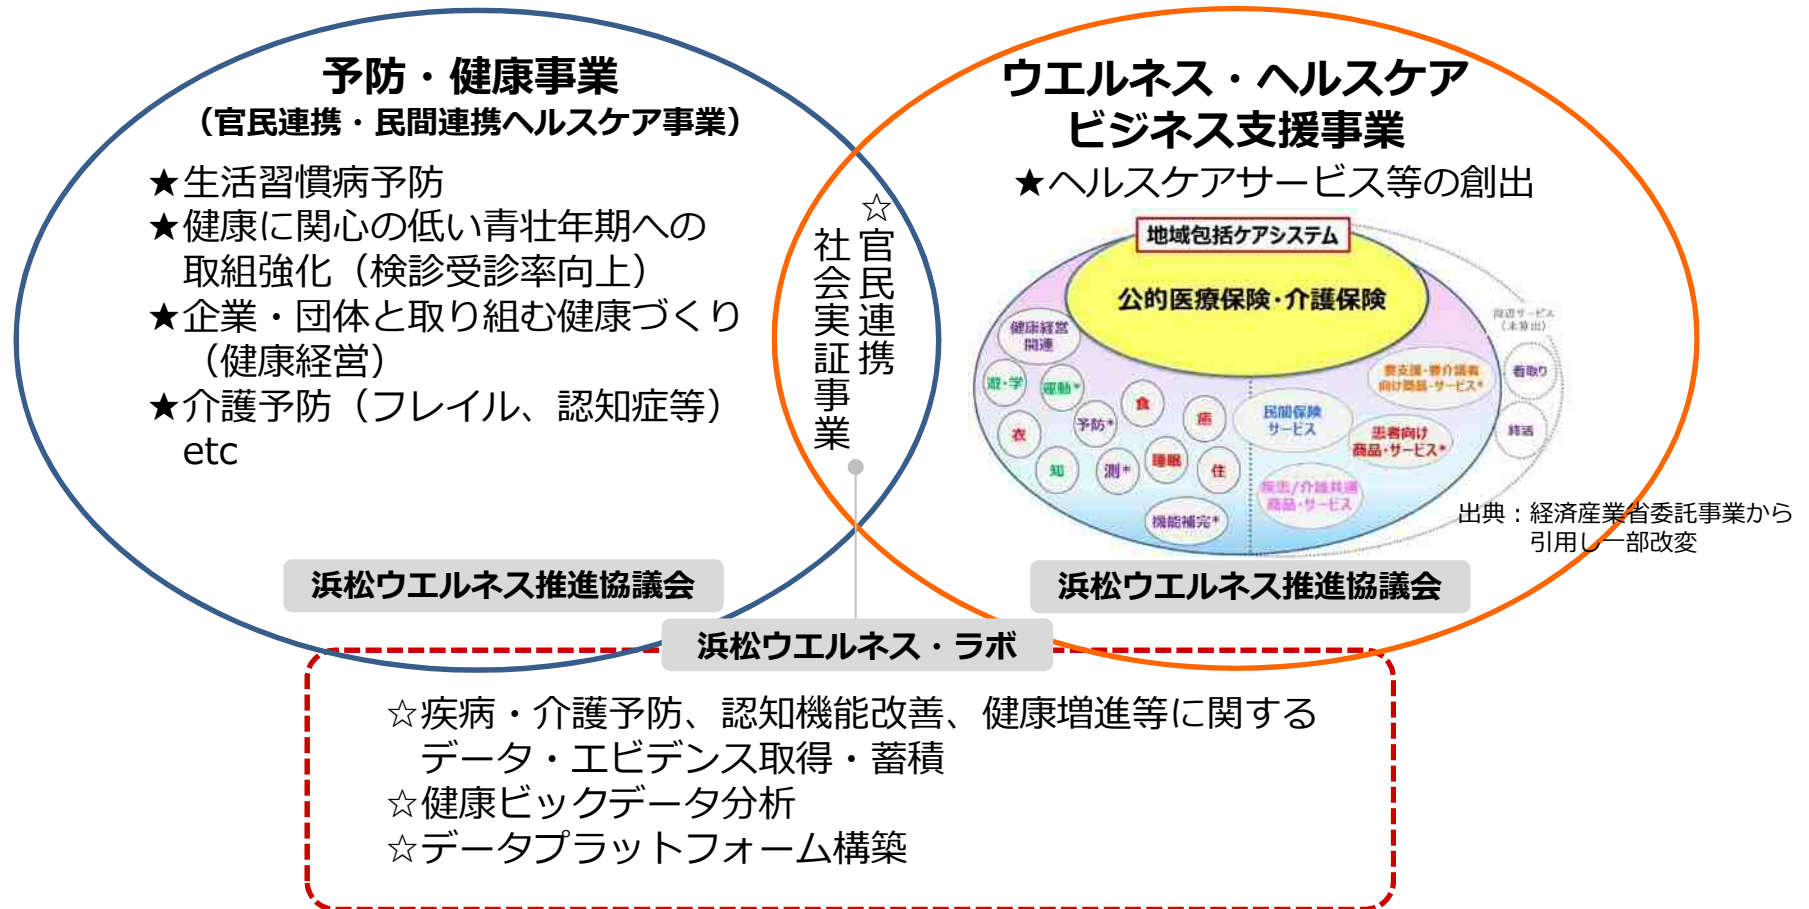 予防・健康事業
（官民連携・民間連携ヘルスケア事業）
★生活習慣病予防
★健康に関心の低い青壮年期への
取組強化（検診受診率向上）
★企業・団体と取り組む健康づくり
（健康経営）
★介護予防（フレイル、認知症等）
etc
☆官民連携
社会実証事業
ウエルネス・ヘルスケア
ビジネス支援事業
★ヘルスケアサービス等の創出
地域包括ケアシステム
公的医療保険・介護保険
健康経営
関連
遊・学
運動*
食
癒
衣
予防*
知
測*
睡眠
住
機能補完*
民間保険
サービス
要支援・要介護者
向け商品・サービス*
患者向け
商品・サービス*
疾患/介護共通
商品・サービス
周辺サービス
（未算出）
看取り
終活
出典：経済産業省委託事業から
引用し一部改変
浜松ウエルネス推進協議会
浜松ウエルネス推進協議会
浜松ウエルネス・ラボ
☆疾病・介護予防、認知機能改善、健康増進等に関する
データ・エビデンス取得・蓄積
☆健康ビックデータ分析
☆データプラットフォーム構築